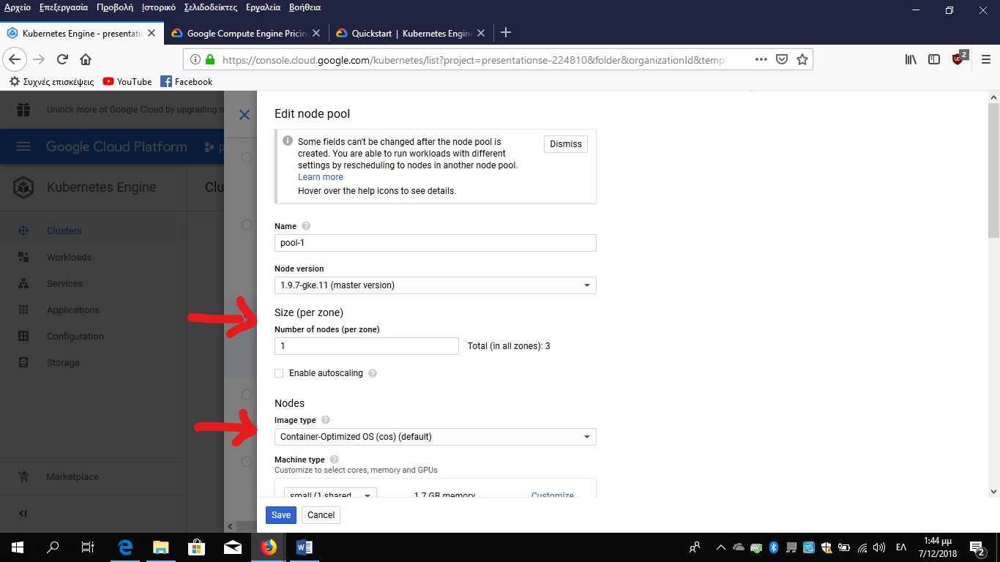 Αρχείο Επεξεργασία Προβολή Ιστορικό Σελιδοδείκτες Εργαλεία Βοήθεια
Kubernetes Engine - presentatio
Google Compute Engine Pricin
Quickstart | Kubernetes Engine
https://console.cloud.google.com/kubernetes/list?project=presentationse-224810&folder&organizationId&templ
2
Συχνές επισκέψεις YouTube Facebook
Unlock more of Google Cloud by upgrading n
Google Cloud Platform p
Kubernetes Engine
Clu
Clusters
Workloads
Services
Applications
Configuration
Storage
Marketplace
Edit node pool
Some fields can't be changed after the node pool is
created. You are able to run workloads with different
settings by rescheduling to nodes in another node pool.
Learn more
Hover over the help icons to see details.
Dismiss
Name
pool-1
Node version
1.9.7-gke.11 (master version)
Size (per zone)
Number of nodes (per zone)
1 Total (in all zones): 3
Enable autoscaling
Nodes
Image type
Container-Optimized OS (cos) (default)
Machine type
Customize to select cores, memory and GPUs
small (1 shared 1.7 GB memory Customize
Save Cancel
ΕΛ
1:44 μμ
7/12/2018
2